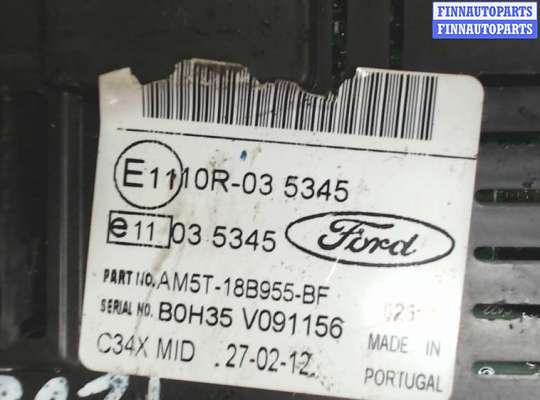 FINNAUTOPARTS
FINNAUTOPARTS
E11 10R-03 5345
e11 03 5345 Ford
PART NO. AM5T-18B955-BF
SERIAL NO. B0H35 V091156
C34X MID .27-02-12
MADE IN
PORTUGAL